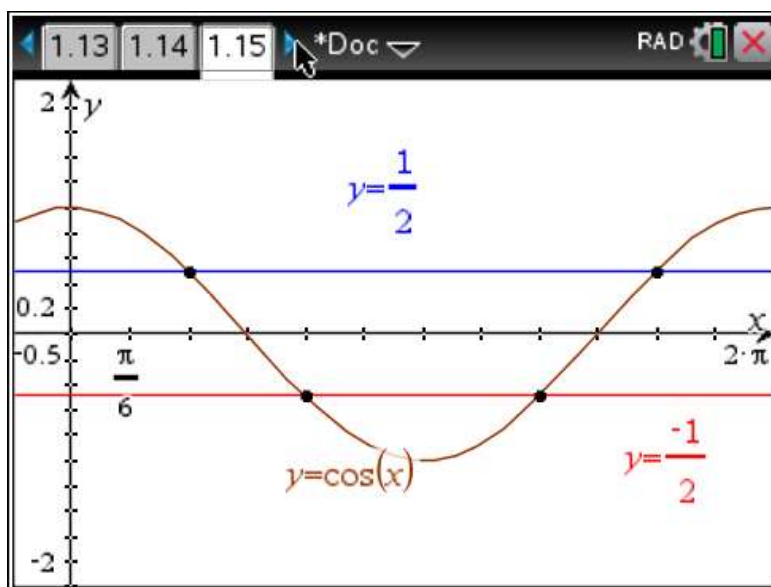 1.13 1.14 1.15 *Doc RAD
2 y
y=1/2
0.2
x
-0.5 π/6 2·π
y=-1/2
y=cos(x)
-2